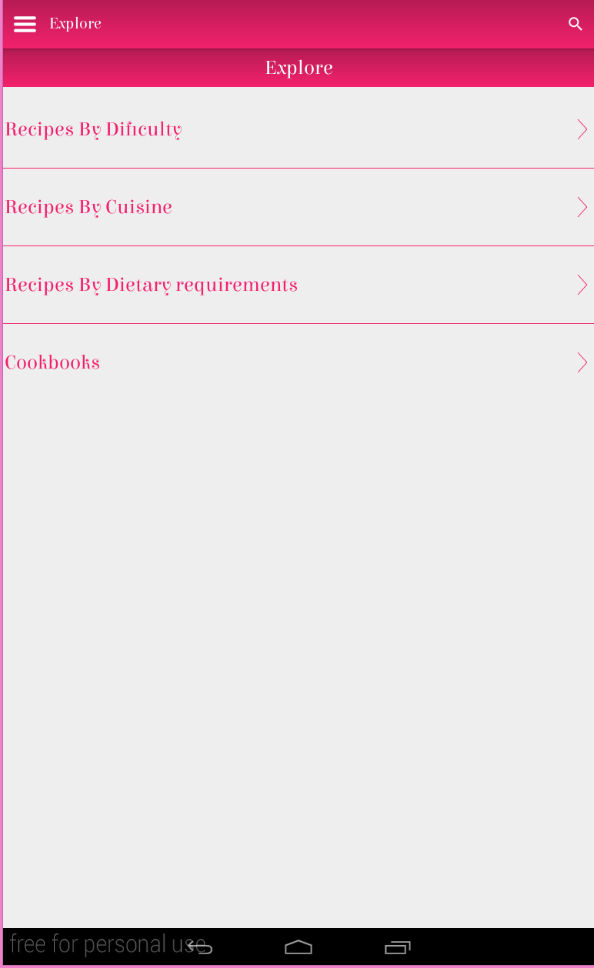 Explore
Explore
Recipes By Dificulty
Recipes By Cuisine
Recipes By Dietary requirements
Cookbooks
free for personal use